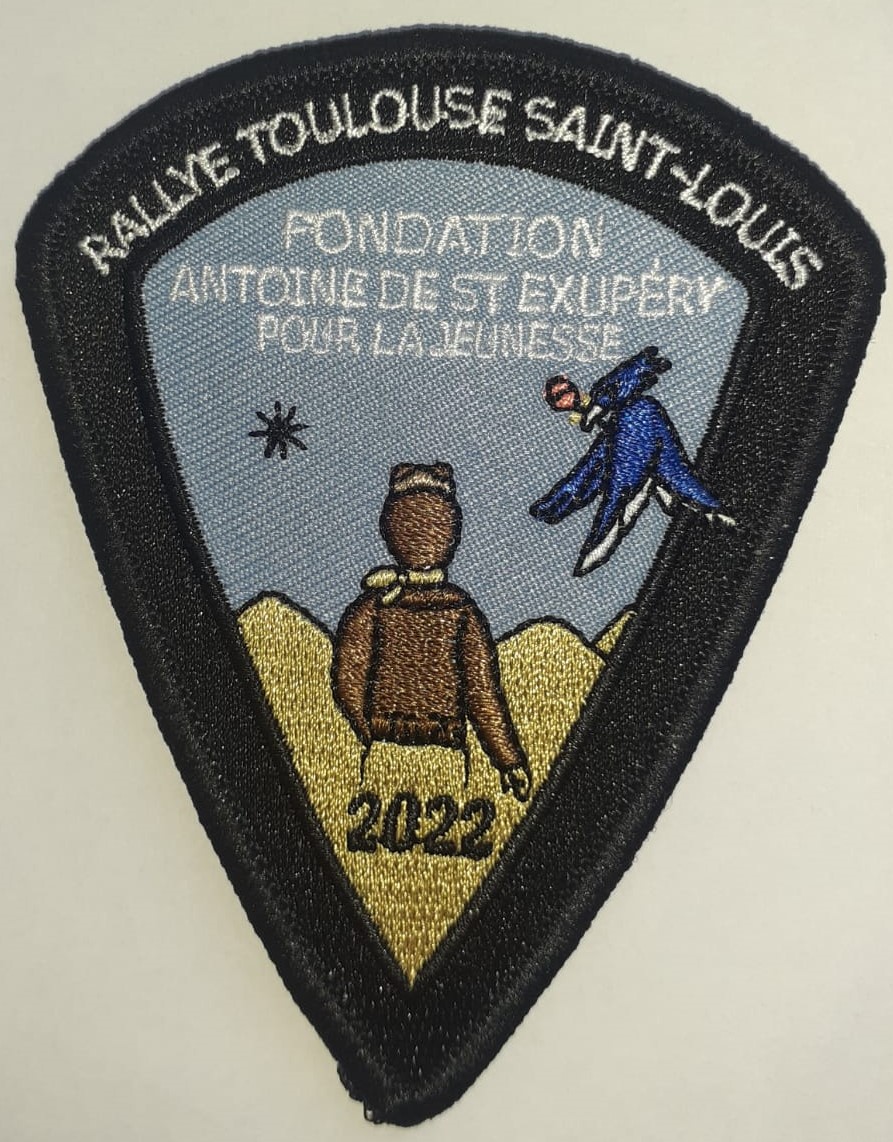 RALLYE TOULOUSE SAINT-LOUIS
FONDATION
ANTOINE DE ST EXUPÉRY
POUR LA JEUNESSE
2022